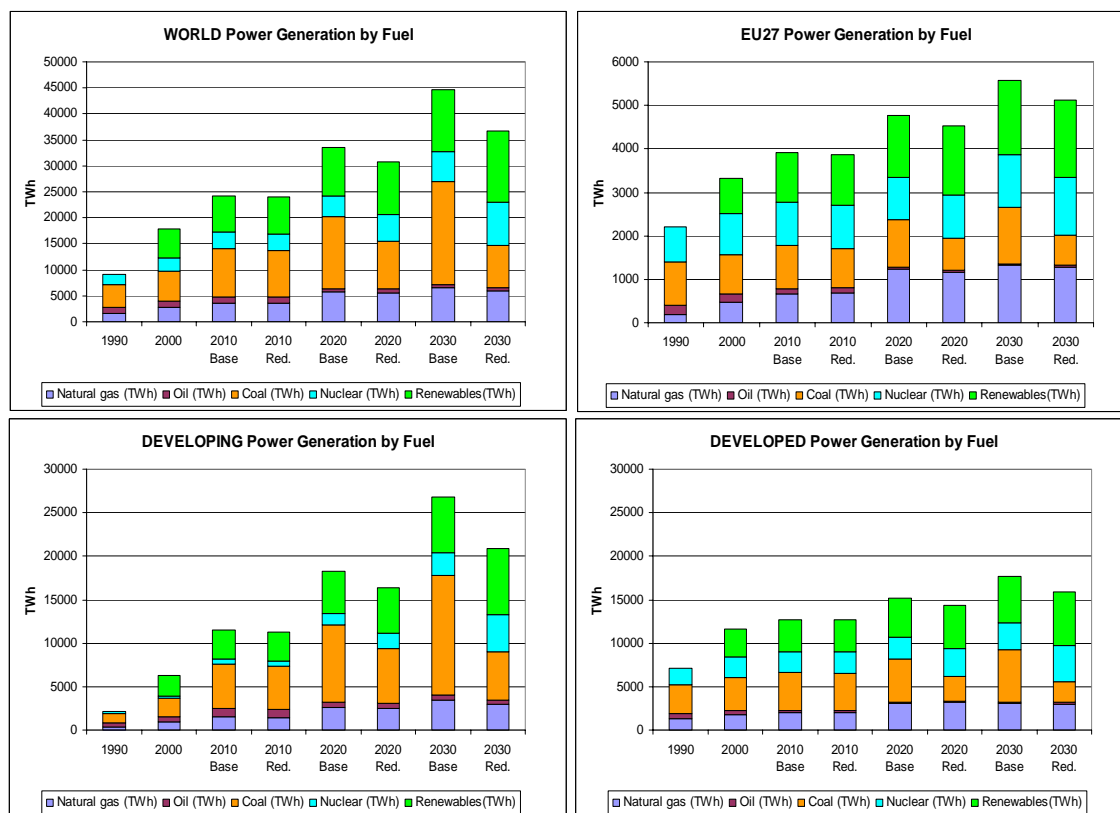 WORLD Power Generation by Fuel
50000
45000
40000
35000
30000
25000
20000
15000
10000
5000
0
TWh
1990 2000 2010 2010 2020 2020 2030 2030
Base Red. Base Red. Base Red.
Natural gas (TWh) Oil (TWh) Coal (TWh) Nuclear (TWh) Renewables(TWh)
EU27 Power Generation by Fuel
6000
5000
4000
3000
2000
1000
0
TWh
1990 2000 2010 2010 2020 2020 2030 2030
Base Red. Base Red. Base Red.
Natural gas (TWh) Oil (TWh) Coal (TWh) Nuclear (TWh) Renewables(TWh)
DEVELOPING Power Generation by Fuel
30000
25000
20000
15000
10000
5000
0
TWh
1990 2000 2010 2010 2020 2020 2030 2030
Base Red. Base Red. Base Red.
Natural gas (TWh) Oil (TWh) Coal (TWh) Nuclear (TWh) Renewables(TWh)
DEVELOPED Power Generation by Fuel
30000
25000
20000
15000
10000
5000
0
TWh
1990 2000 2010 2010 2020 2020 2030 2030
Base Red. Base Red. Base Red.
Natural gas (TWh) Oil (TWh) Coal (TWh) Nuclear (TWh) Renewables(TWh)